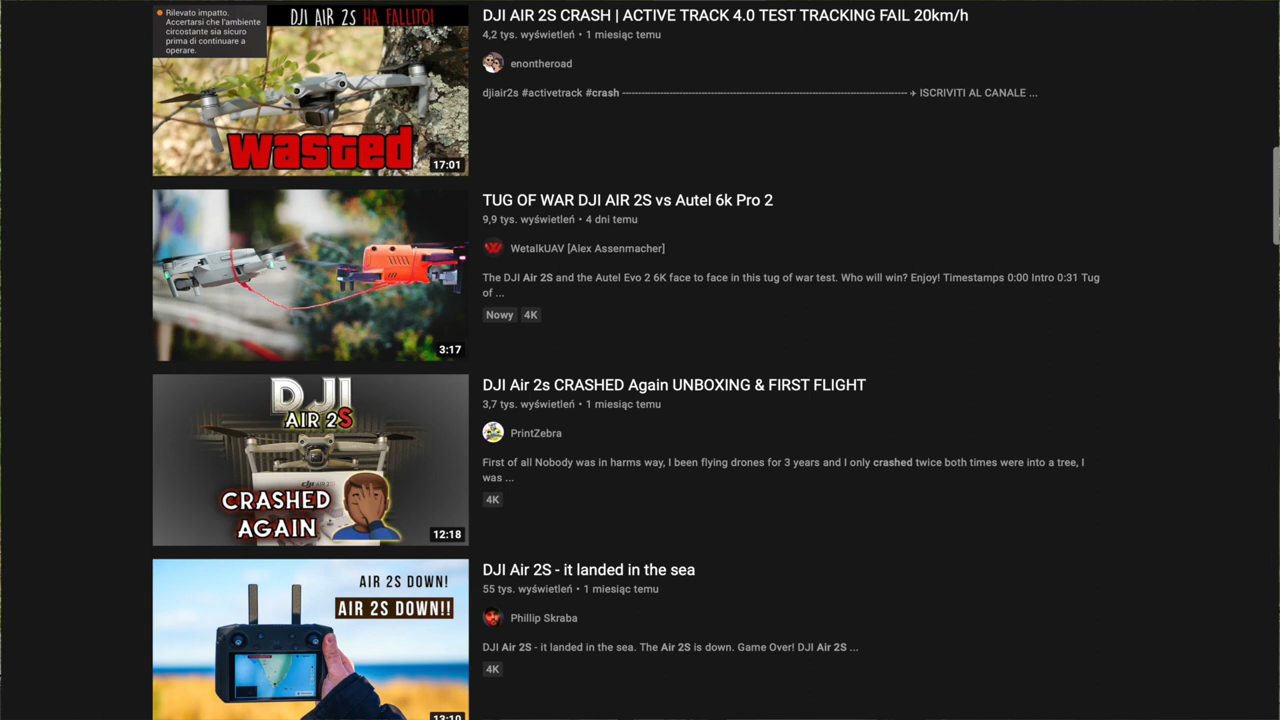 Rilevato impatto.
Accertarsi che l'ambiente
circostante sia sicuro
prima di continuare a
operare.
DJI AIR 2S HA FALLITO!
wasted
17:01
DJI AIR 2S CRASH | ACTIVE TRACK 4.0 TEST TRACKING FAIL 20km/h
4,2 tys. wyświetleń • 1 miesiąc temu
enontheroad
djiair2s #activetrack #crash ------------------------------------------------------------------------------------ ✈ ISCRIVITI AL CANALE ...
3:17
TUG OF WAR DJI AIR 2S vs Autel 6k Pro 2
9,9 tys. wyświetleń • 4 dni temu
WetalkUAV [Alex Assenmacher]
The DJI Air 2S and the Autel Evo 2 6K face to face in this tug of war test. Who will win? Enjoy! Timestamps 0:00 Intro 0:31 Tug
of ...
Nowy 4K
DJI
AIR 2S
CRASHED
AGAIN
12:18
DJI Air 2s CRASHED Again UNBOXING & FIRST FLIGHT
3,7 tys. wyświetleń • 1 miesiąc temu
PrintZebra
First of all Nobody was in harms way, I been flying drones for 3 years and I only crashed twice both times were into a tree, I
was ...
4K
AIR 2S DOWN!
AIR 2S DOWN!!
13:10
DJI Air 2S - it landed in the sea
55 tys. wyświetleń • 1 miesiąc temu
Phillip Skraba
DJI Air 2S - it landed in the sea. The Air 2S is down. Game Over! DJI Air 2S ...
4K